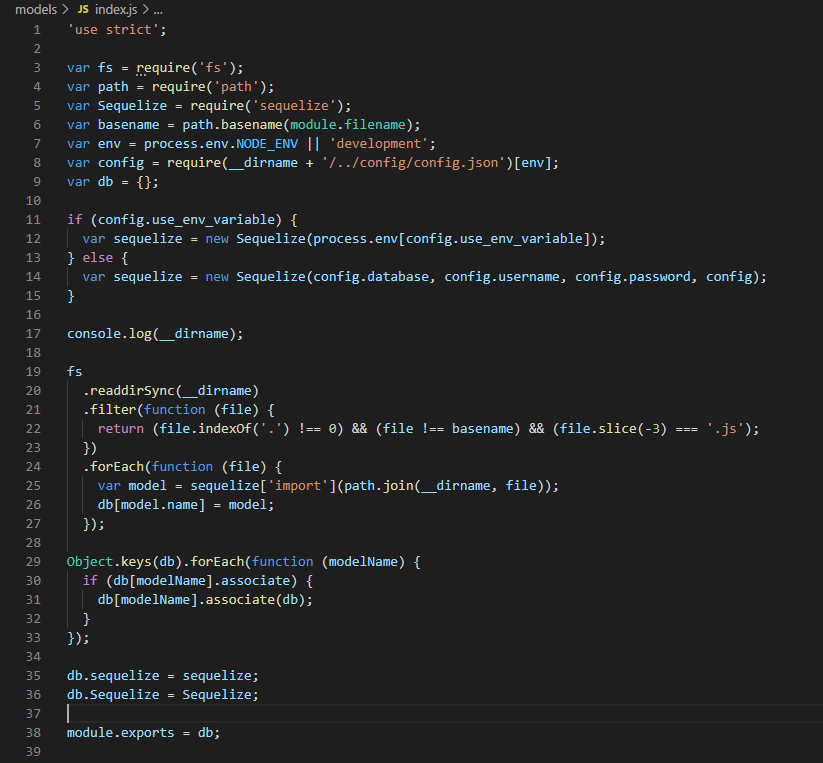 models > JS index.js > ...
1 'use strict';
2
3 var fs = require('fs');
4 var path = require('path');
5 var Sequelize = require('sequelize');
6 var basename = path.basename(module.filename);
7 var env = process.env.NODE_ENV || 'development';
8 var config = require(__dirname + '/../config/config.json')[env];
9 var db = {};
10
11 if (config.use_env_variable) {
12   var sequelize = new Sequelize(process.env[config.use_env_variable]);
13 } else {
14   var sequelize = new Sequelize(config.database, config.username, config.password, config);
15 }
16
17 console.log(__dirname);
18
19 fs
20   .readdirSync(__dirname)
21   .filter(function (file) {
22     return (file.indexOf('.') !== 0) && (file !== basename) && (file.slice(-3) === '.js');
23   })
24   .forEach(function (file) {
25     var model = sequelize['import'](path.join(__dirname, file));
26     db[model.name] = model;
27   });
28
29 Object.keys(db).forEach(function (modelName) {
30   if (db[modelName].associate) {
31     db[modelName].associate(db);
32   }
33 });
34
35 db.sequelize = sequelize;
36 db.Sequelize = Sequelize;
37
38 module.exports = db;
39